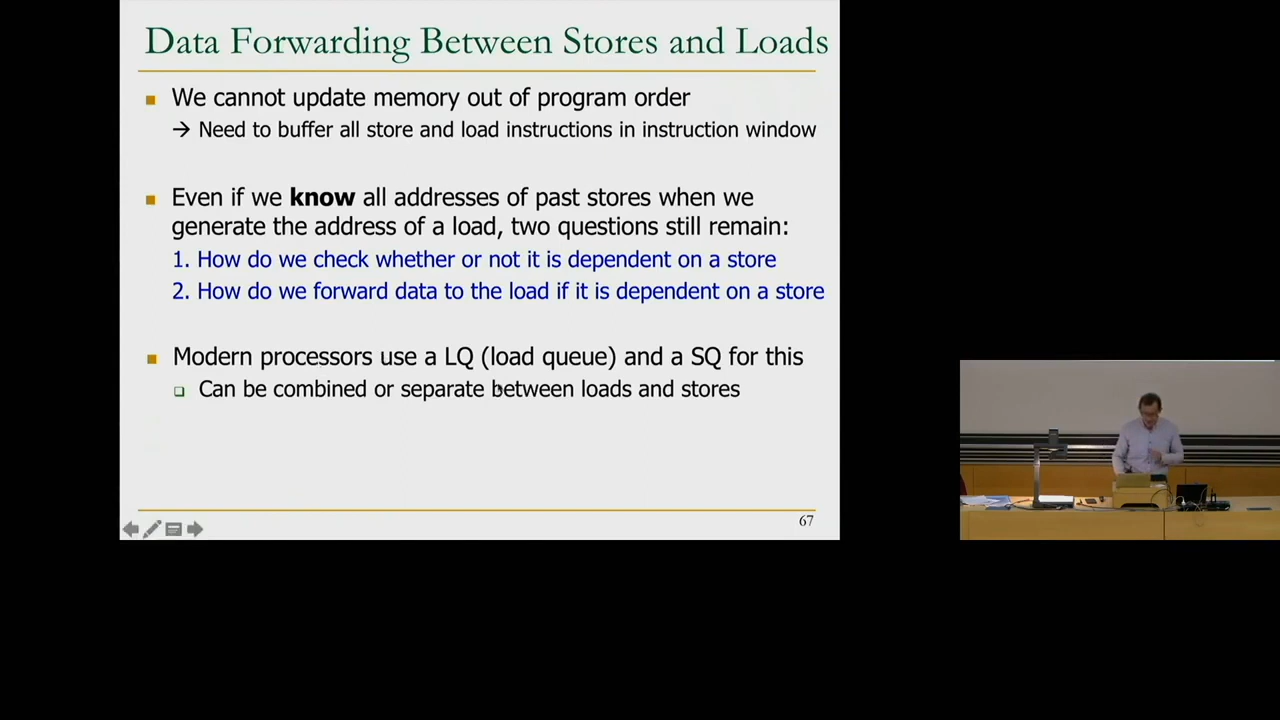 Data Forwarding Between Stores and Loads
We cannot update memory out of program order
→ Need to buffer all store and load instructions in instruction window
Even if we know all addresses of past stores when we
generate the address of a load, two questions still remain:
1. How do we check whether or not it is dependent on a store
2. How do we forward data to the load if it is dependent on a store
Modern processors use a LQ (load queue) and a SQ for this
Can be combined or separate between loads and stores
67